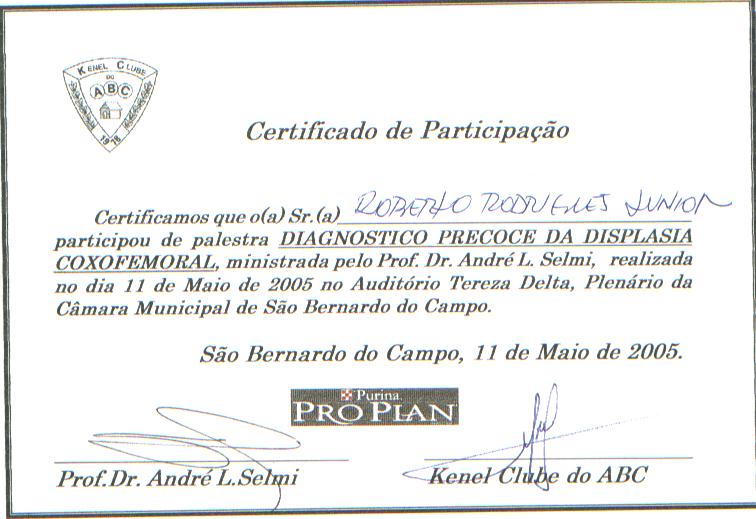 KENEL CLUBE
DO
ABC
1978
Certificado de Participação
Certificamos que o(a) Sr.(a) ROBERTO RODRIGUES JUNIOR
participou de palestra DIAGNOSTICO PRECOCE DA DISPLASIA
COXOFEMORAL, ministrada pelo Prof. Dr. André L. Selmi, realizada
no dia 11 de Maio de 2005 no Auditório Tereza Delta, Plenário da
Câmara Municipal de São Bernardo do Campo.
São Bernardo do Campo, 11 de Maio de 2005.
Purina
PRO PLAN
Prof.Dr. André L.Selmi
Kenel Clube do ABC